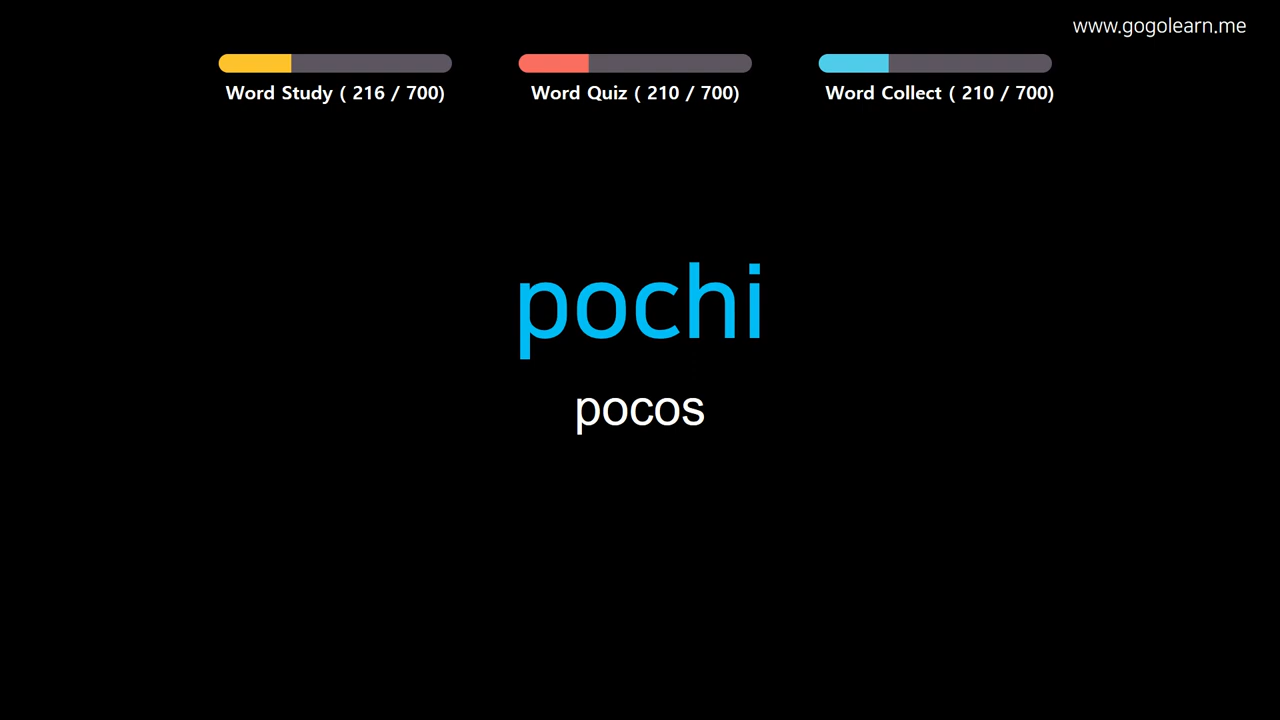 www.gogolearn.me
Word Study ( 216 / 700)
Word Quiz ( 210 / 700)
Word Collect ( 210 / 700)
pochi
pocos